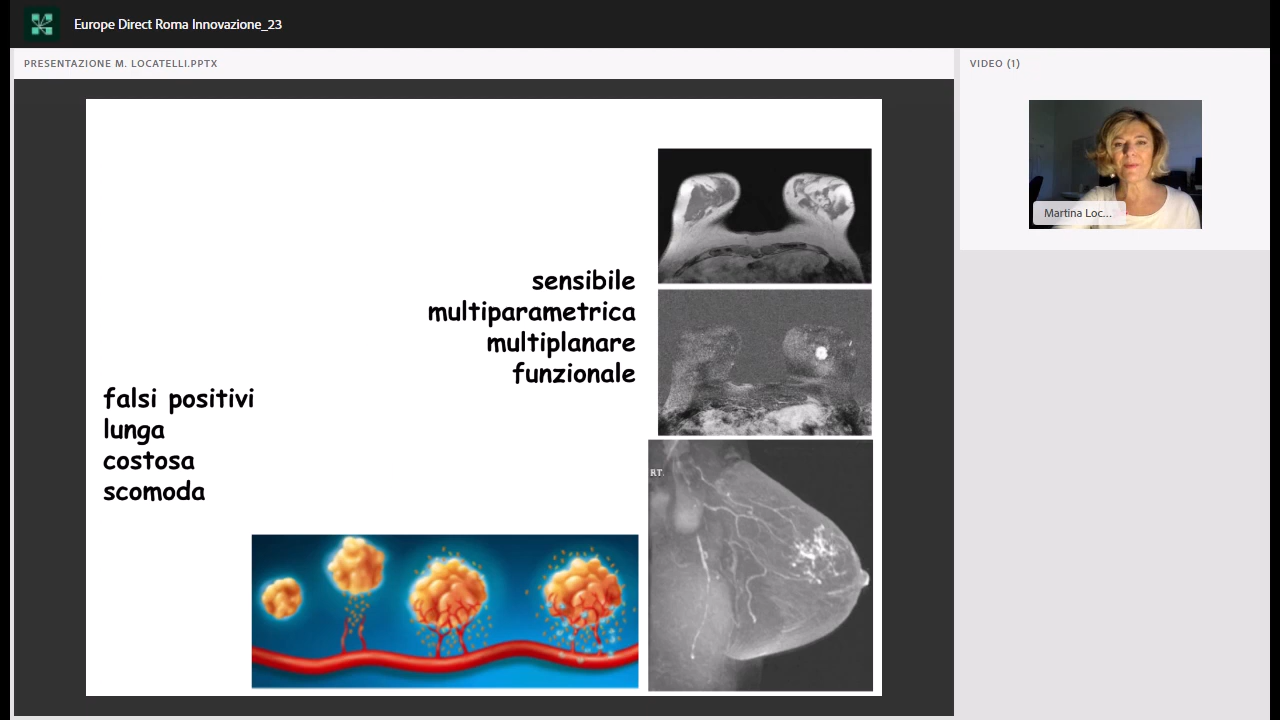 Europe Direct Roma Innovazione_23
PRESENTAZIONE M. LOCATELLI.PPTX
VIDEO (1)
Martina Loc...
sensibile
multiparametrica
multiplanare
funzionale
falsi positivi
lunga
costosa
scomoda
RT.